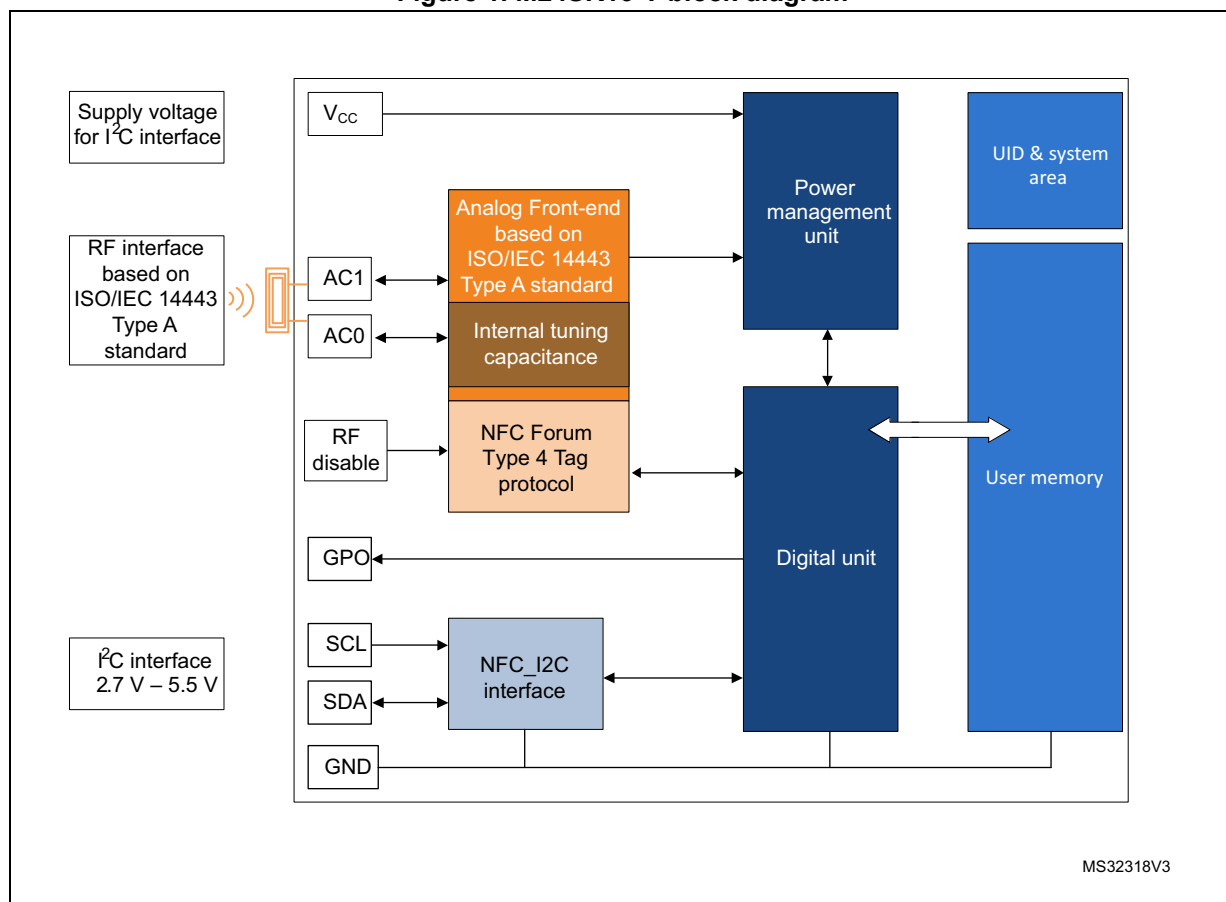 Supply voltage
for I²C interface
V_CC
UID & system
area
Power
management
unit
Analog Front-end
based on
ISO/IEC 14443
Type A standard
RF interface
based on
ISO/IEC 14443
Type A
standard
AC1
AC0
Internal tuning
capacitance
RF
disable
NFC Forum
Type 4 Tag
protocol
User memory
GPO
Digital unit
I²C interface
2.7 V – 5.5 V
SCL
SDA
NFC_I2C
interface
GND
MS32318V3